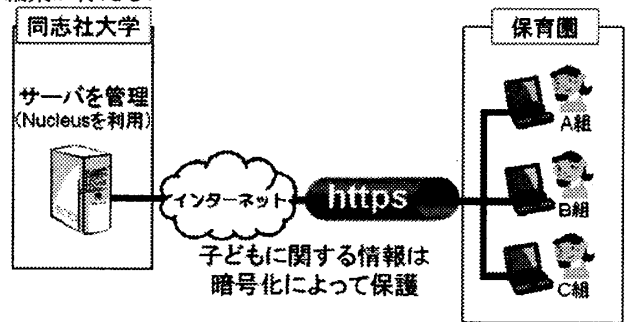 同志社大学
サーバを管理
(Nucleusを利用)
インターネット
https
子どもに関する情報は
暗号化によって保護
保育園
A組
B組
C組